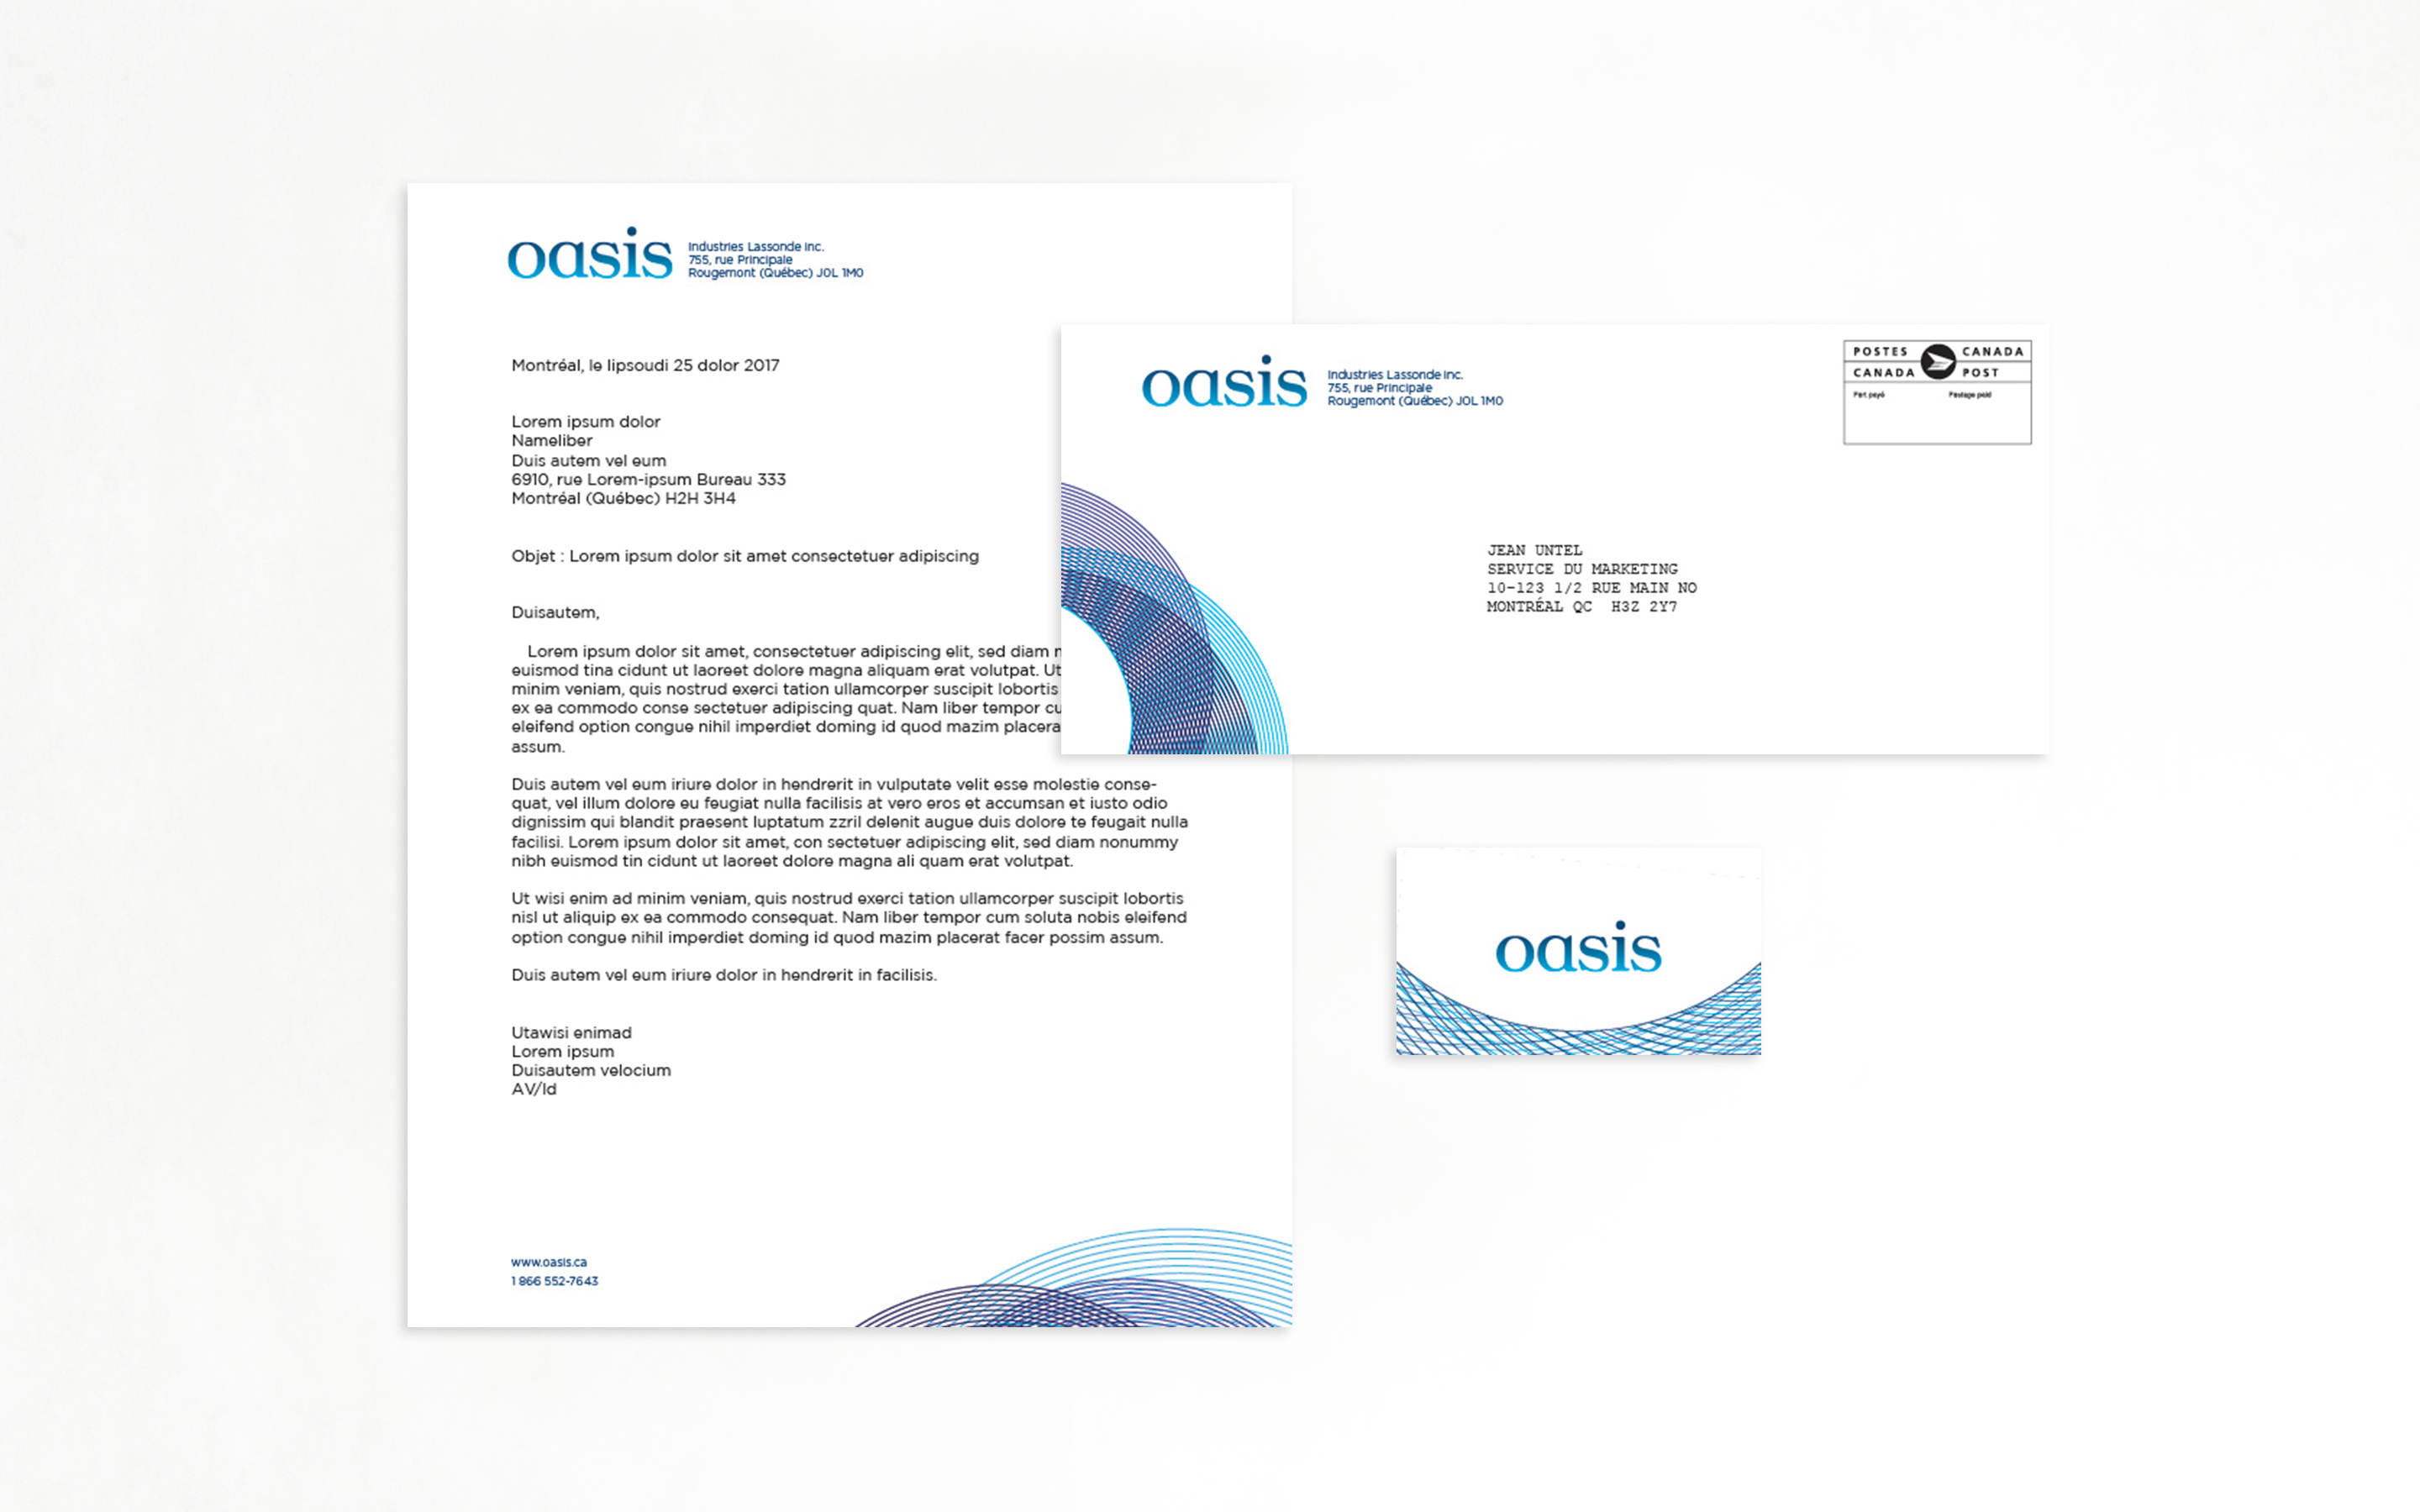 oasis
Industries Lassonde inc.
755, rue Principale
Rougemont (Québec) J0L 1M0
Montréal, le lipsoudi 25 dolor 2017
Lorem ipsum dolor
Nameliber
Duis autem vel eum
6910, rue Lorem-ipsum Bureau 333
Montréal (Québec) H2H 3H4
Objet : Lorem ipsum dolor sit amet consectetuer adipiscing
Duisautem,
Lorem ipsum dolor sit amet, consectetuer adipiscing elit, sed diam
euismod tina cidunt ut laoreet dolore magna aliquam erat volutpat. Ut
minim veniam, quis nostrud exerci tation ullamcorper suscipit lobortis
ex ea commodo conse sectetuer adipiscing quat. Nam liber tempor cu
eleifend option congue nihil imperdiet doming id quod mazim placera
assum.
Duis autem vel eum iriure dolor in hendrerit in vulputate velit esse molestie conse-
quat, vel illum dolore eu feugiat nulla facilisis at vero eros et accumsan et iusto odio
dignissim qui blandit praesent luptatum zzril delenit augue duis dolore te feugait nulla
facilisi. Lorem ipsum dolor sit amet, con sectetuer adipiscing elit, sed diam nonummy
nibh euismod tin cidunt ut laoreet dolore magna ali quam erat volutpat.
Ut wisi enim ad minim veniam, quis nostrud exerci tation ullamcorper suscipit lobortis
nisl ut aliquip ex ea commodo consequat. Nam liber tempor cum soluta nobis eleifend
option congue nihil imperdiet doming id quod mazim placerat facer possim assum.
Duis autem vel eum iriure dolor in hendrerit in facilisis.
Utawisi enimad
Lorem ipsum
Duisautem velocium
AV/ld
www.oasis.ca
1 866 552-7643
oasis
Industries Lassonde inc.
755, rue Principale
Rougemont (Québec) J0L 1M0
POSTES CANADA
CANADA POST
Port payé Postage paid
JEAN UNTEL
SERVICE DU MARKETING
10-123 1/2 RUE MAIN NO
MONTRÉAL QC  H3Z 2Y7
oasis